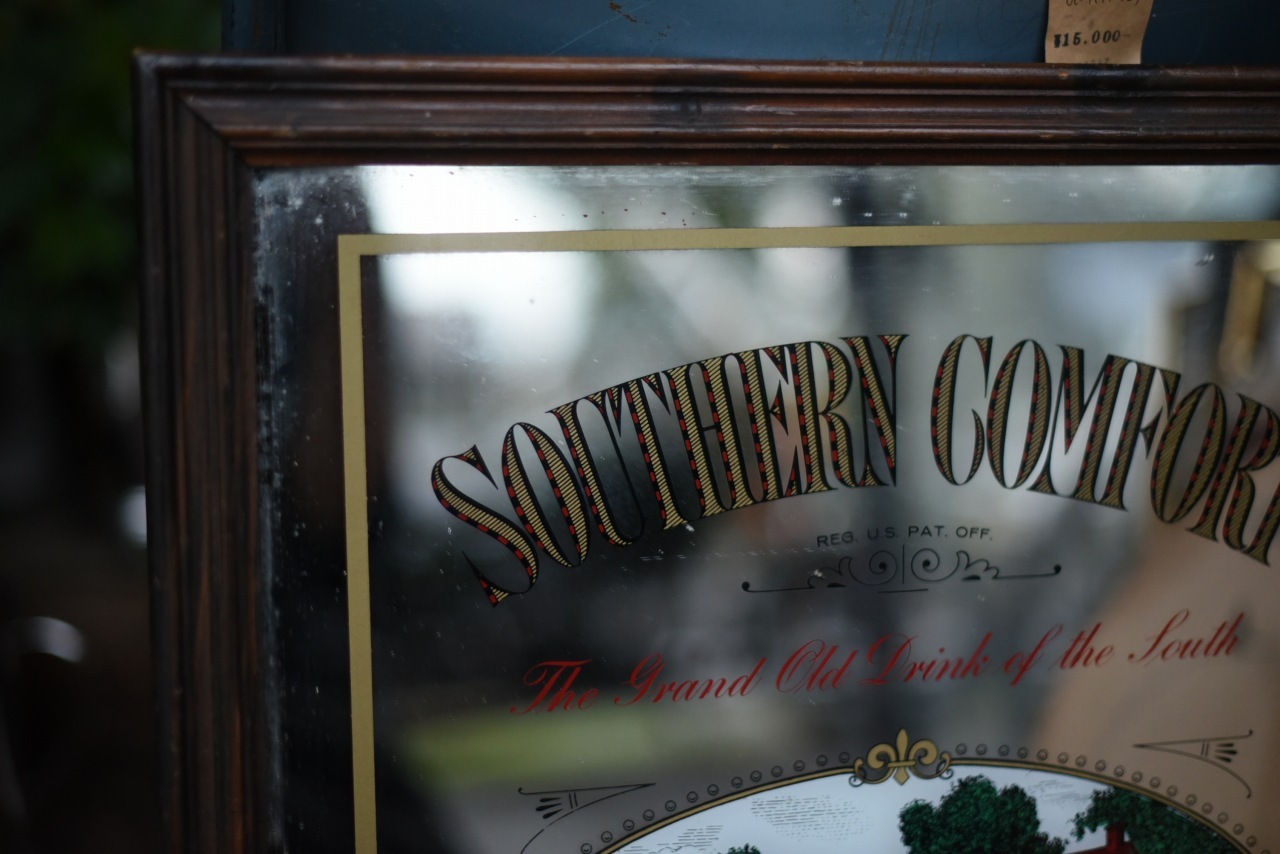 ¥15.000-
SOUTHERN COMFOR
REG. U.S. PAT. OFF.
The Grand Old Drink of the South